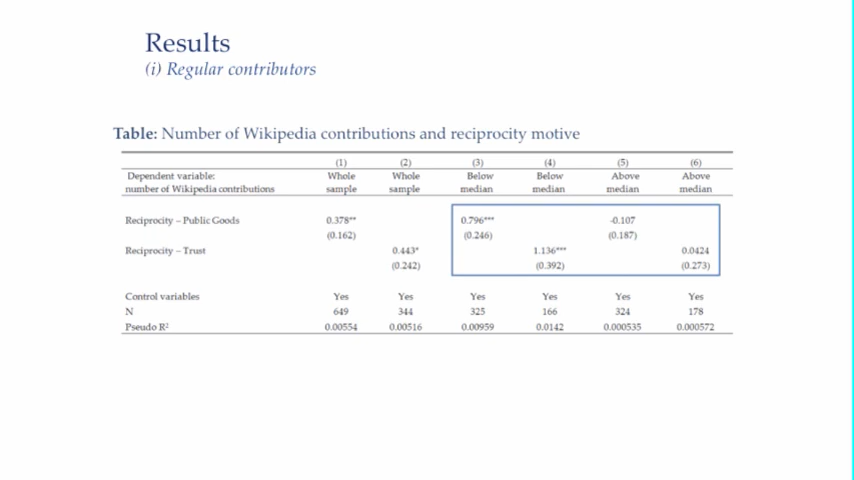 Results
(i) Regular contributors
Table: Number of Wikipedia contributions and reciprocity motive
(1) (2) (3) (4) (5) (6)
Dependent variable: Whole Whole Below Below Above Above
number of Wikipedia contributions sample sample median median median median
Reciprocity – Public Goods 0.378** 0.796*** -0.107
(0.162) (0.246) (0.187)
Reciprocity – Trust 0.443* 1.136*** 0.0424
(0.242) (0.392) (0.273)
Control variables Yes Yes Yes Yes Yes Yes
N 649 344 325 166 324 178
Pseudo R² 0.00554 0.00516 0.00959 0.0142 0.000535 0.000572